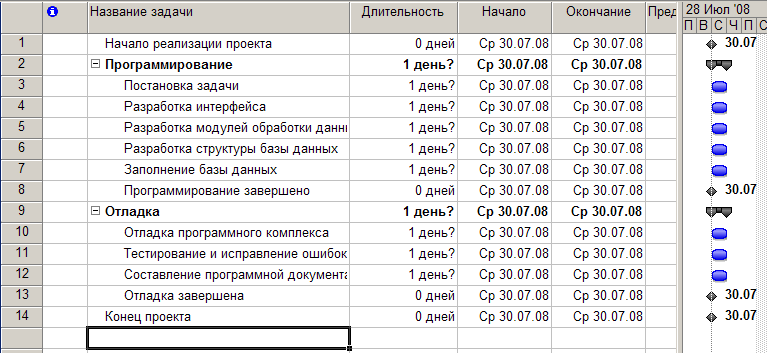 Название задачи Длительность Начало Окончание Пред 28 Июл '08
П В С Ч П С
1 Начало реализации проекта 0 дней Ср 30.07.08 Ср 30.07.08 30.07
2 Программирование 1 день? Ср 30.07.08 Ср 30.07.08
3 Постановка задачи 1 день? Ср 30.07.08 Ср 30.07.08
4 Разработка интерфейса 1 день? Ср 30.07.08 Ср 30.07.08
5 Разработка модулей обработки данн 1 день? Ср 30.07.08 Ср 30.07.08
6 Разработка структуры базы данных 1 день? Ср 30.07.08 Ср 30.07.08
7 Заполнение базы данных 1 день? Ср 30.07.08 Ср 30.07.08
8 Программирование завершено 0 дней Ср 30.07.08 Ср 30.07.08 30.07
9 Отладка 1 день? Ср 30.07.08 Ср 30.07.08
10 Отладка программного комплекса 1 день? Ср 30.07.08 Ср 30.07.08
11 Тестирование и исправление ошибок 1 день? Ср 30.07.08 Ср 30.07.08
12 Составление программной документа 1 день? Ср 30.07.08 Ср 30.07.08
13 Отладка завершена 0 дней Ср 30.07.08 Ср 30.07.08 30.07
14 Конец проекта 0 дней Ср 30.07.08 Ср 30.07.08 30.07